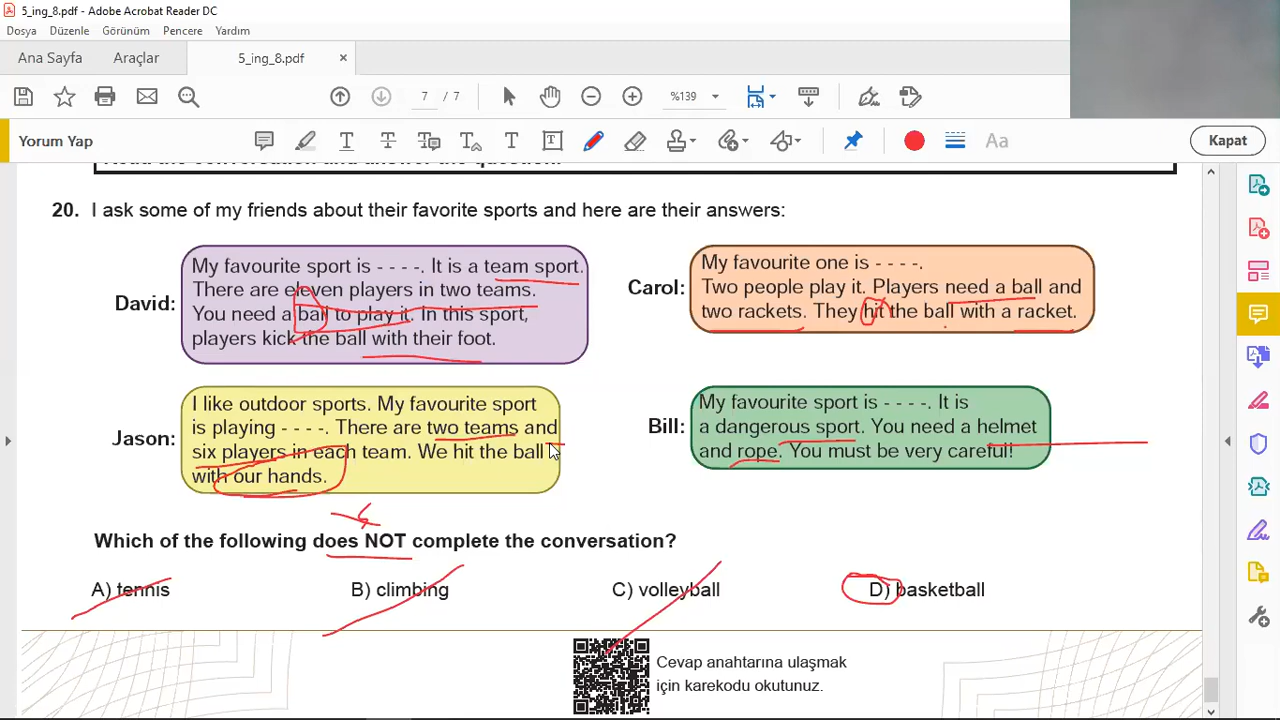 5_ing_8.pdf - Adobe Acrobat Reader DC
Dosya Düzenle Görünüm Pencere Yardım
Ana Sayfa Araçlar 5_ing_8.pdf ×
7 / 7 %139
Yorum Yap T T T T T Aa Kapat
Read the conversation and answer the question.
20. I ask some of my friends about their favorite sports and here are their answers:
David:
My favourite sport is - - - -. It is a team sport.
There are eleven players in two teams.
You need a ball to play it. In this sport,
players kick the ball with their foot.
Carol:
My favourite one is - - - -.
Two people play it. Players need a ball and
two rackets. They hit the ball with a racket.
Jason:
I like outdoor sports. My favourite sport
is playing - - - -. There are two teams and
six players in each team. We hit the ball
with our hands.
Bill:
My favourite sport is - - - -. It is
a dangerous sport. You need a helmet
and rope. You must be very careful!
Which of the following does NOT complete the conversation?
A) tennis B) climbing C) volleyball D) basketball
Cevap anahtarına ulaşmak
için karekodu okutunuz.